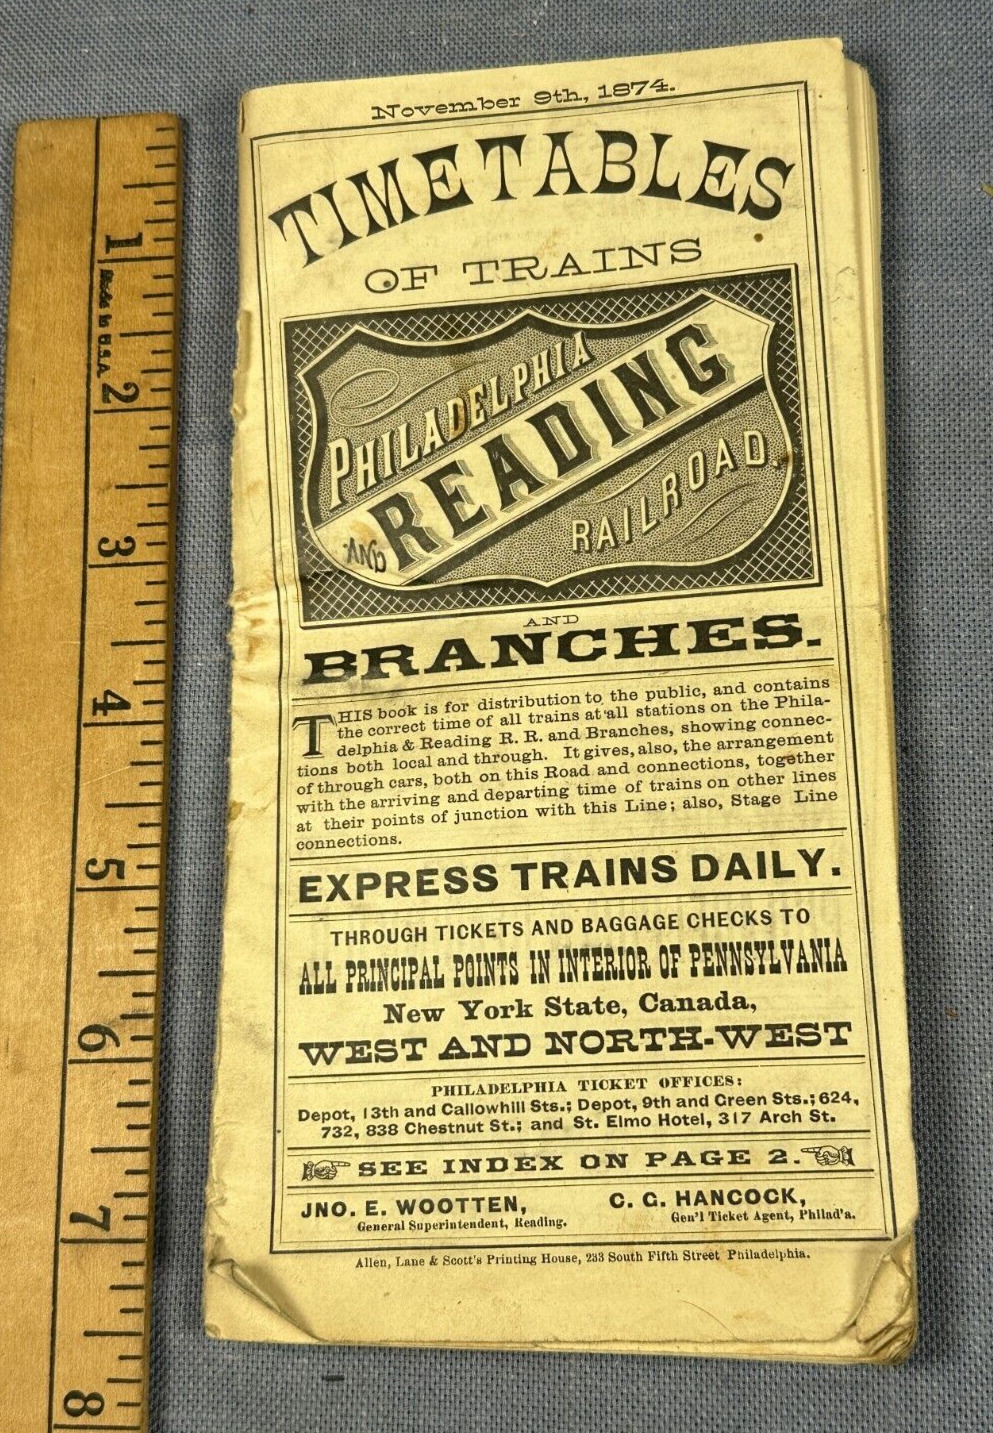 November 9th, 1874.
TIME TABLES
OF TRAINS
PHILADELPHIA
AND READING
RAILROAD.
AND
BRANCHES.
THIS book is for distribution to the public, and contains
the correct time of all trains at all stations on the Phila-
delphia & Reading R. R. and Branches, showing connec-
tions both local and through. It gives, also, the arrangement
of through cars, both on this Road and connections, together
with the arriving and departing time of trains on other lines
at their points of junction with this Line; also, Stage Line
connections.
EXPRESS TRAINS DAILY.
THROUGH TICKETS AND BAGGAGE CHECKS TO
ALL PRINCIPAL POINTS IN INTERIOR OF PENNSYLVANIA
New York State, Canada,
WEST AND NORTH-WEST
PHILADELPHIA TICKET OFFICES:
Depot, 13th and Callowhill Sts.; Depot, 9th and Green Sts.; 624,
732, 838 Chestnut St.; and St. Elmo Hotel, 317 Arch St.
SEE INDEX ON PAGE 2.
JNO. E. WOOTTEN,
General Superintendent, Reading.
C. G. HANCOCK,
Gen'l Ticket Agent, Philad'a.
Allen, Lane & Scott's Printing House, 233 South Fifth Street Philadelphia.
1
Made in U.S.A.
2
3
4
5
6
7
8